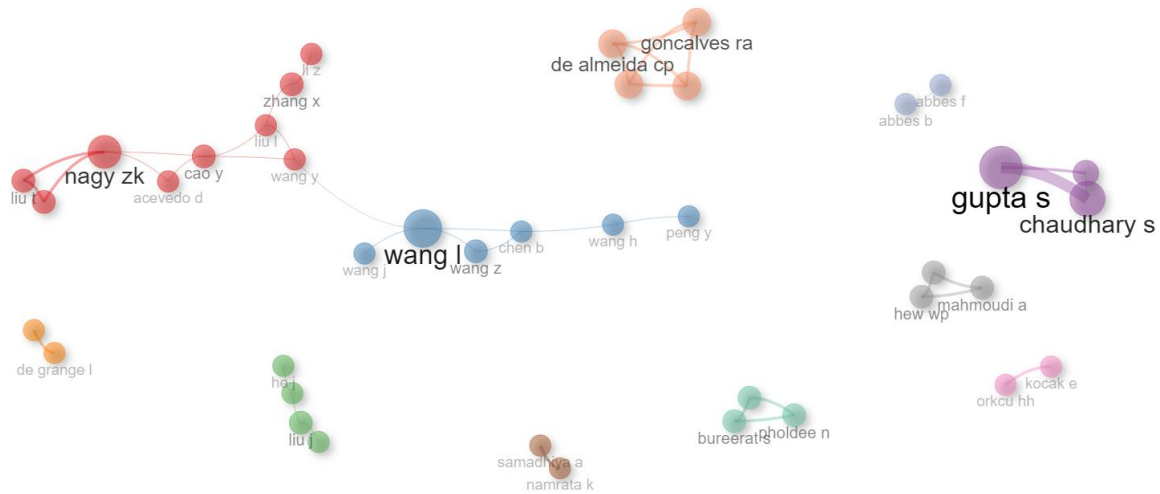 goncalves ra
de almeida cp
li z
zhang x
abbes f
abbes b
liu l
wang y
cao y
nagy zk
liu t
acevedo d
gupta s
chaudhary s
peng y
wang h
chen b
wang l
wang z
wang j
mahmoudi a
hew wp
de grange l
he j
liu j
kocak e
orkcu hh
pholdee n
bureerat s
samadhiya a
namrata k